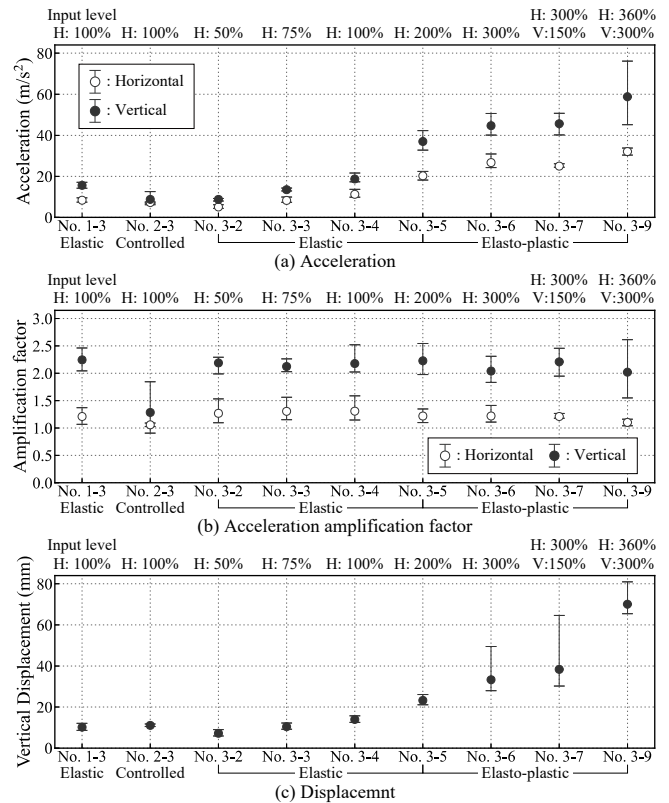 Input level H: 300% H: 360%
H: 100% H: 100% H: 50% H: 75% H: 100% H: 200% H: 300% V:150% V:300%
Acceleration (m/s²)
80
60
40
20
0
: Horizontal
: Vertical
No. 1-3 No. 2-3 No. 3-2 No. 3-3 No. 3-4 No. 3-5 No. 3-6 No. 3-7 No. 3-9
Elastic Controlled Elastic Elasto-plastic
(a) Acceleration
Input level H: 300% H: 360%
H: 100% H: 100% H: 50% H: 75% H: 100% H: 200% H: 300% V:150% V:300%
Amplification factor
3.0
2.5
2.0
1.5
1.0
0.5
0.0
: Horizontal : Vertical
No. 1-3 No. 2-3 No. 3-2 No. 3-3 No. 3-4 No. 3-5 No. 3-6 No. 3-7 No. 3-9
Elastic Controlled Elastic Elasto-plastic
(b) Acceleration amplification factor
Input level H: 300% H: 360%
H: 100% H: 100% H: 50% H: 75% H: 100% H: 200% H: 300% V:150% V:300%
Vertical Displacement (mm)
80
60
40
20
0
No. 1-3 No. 2-3 No. 3-2 No. 3-3 No. 3-4 No. 3-5 No. 3-6 No. 3-7 No. 3-9
Elastic Controlled Elastic Elasto-plastic
(c) Displacemnt